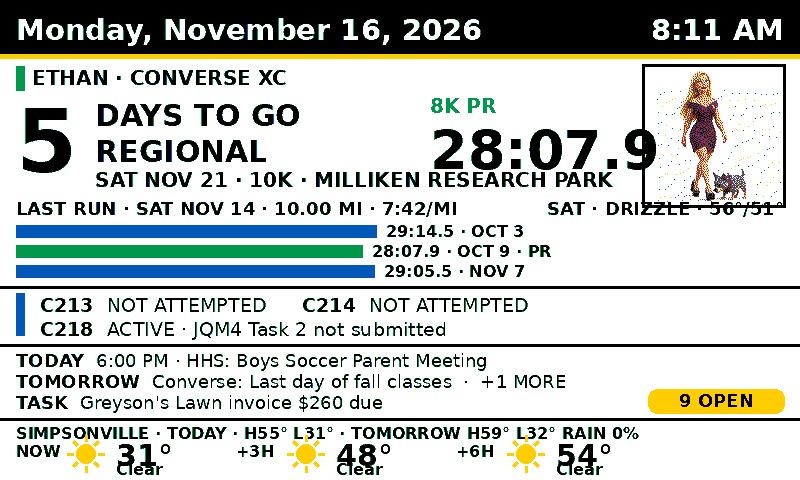 Monday, November 16, 2026 8:11 AM
ETHAN · CONVERSE XC
5 DAYS TO GO
REGIONAL
8K PR
28:07.9
SAT NOV 21 · 10K · MILLIKEN RESEARCH PARK
LAST RUN · SAT NOV 14 · 10.00 MI · 7:42/MI SAT · DRIZZLE · 56°/51°
29:14.5 · OCT 3
28:07.9 · OCT 9 · PR
29:05.5 · NOV 7
C213 NOT ATTEMPTED C214 NOT ATTEMPTED
C218 ACTIVE · JQM4 Task 2 not submitted
TODAY 6:00 PM · HHS: Boys Soccer Parent Meeting
TOMORROW Converse: Last day of fall classes · +1 MORE
TASK Greyson's Lawn invoice $260 due 9 OPEN
SIMPSONVILLE · TODAY · H55° L31° · TOMORROW H59° L32° RAIN 0%
NOW 31° +3H 48° +6H 54°
Clear Clear Clear